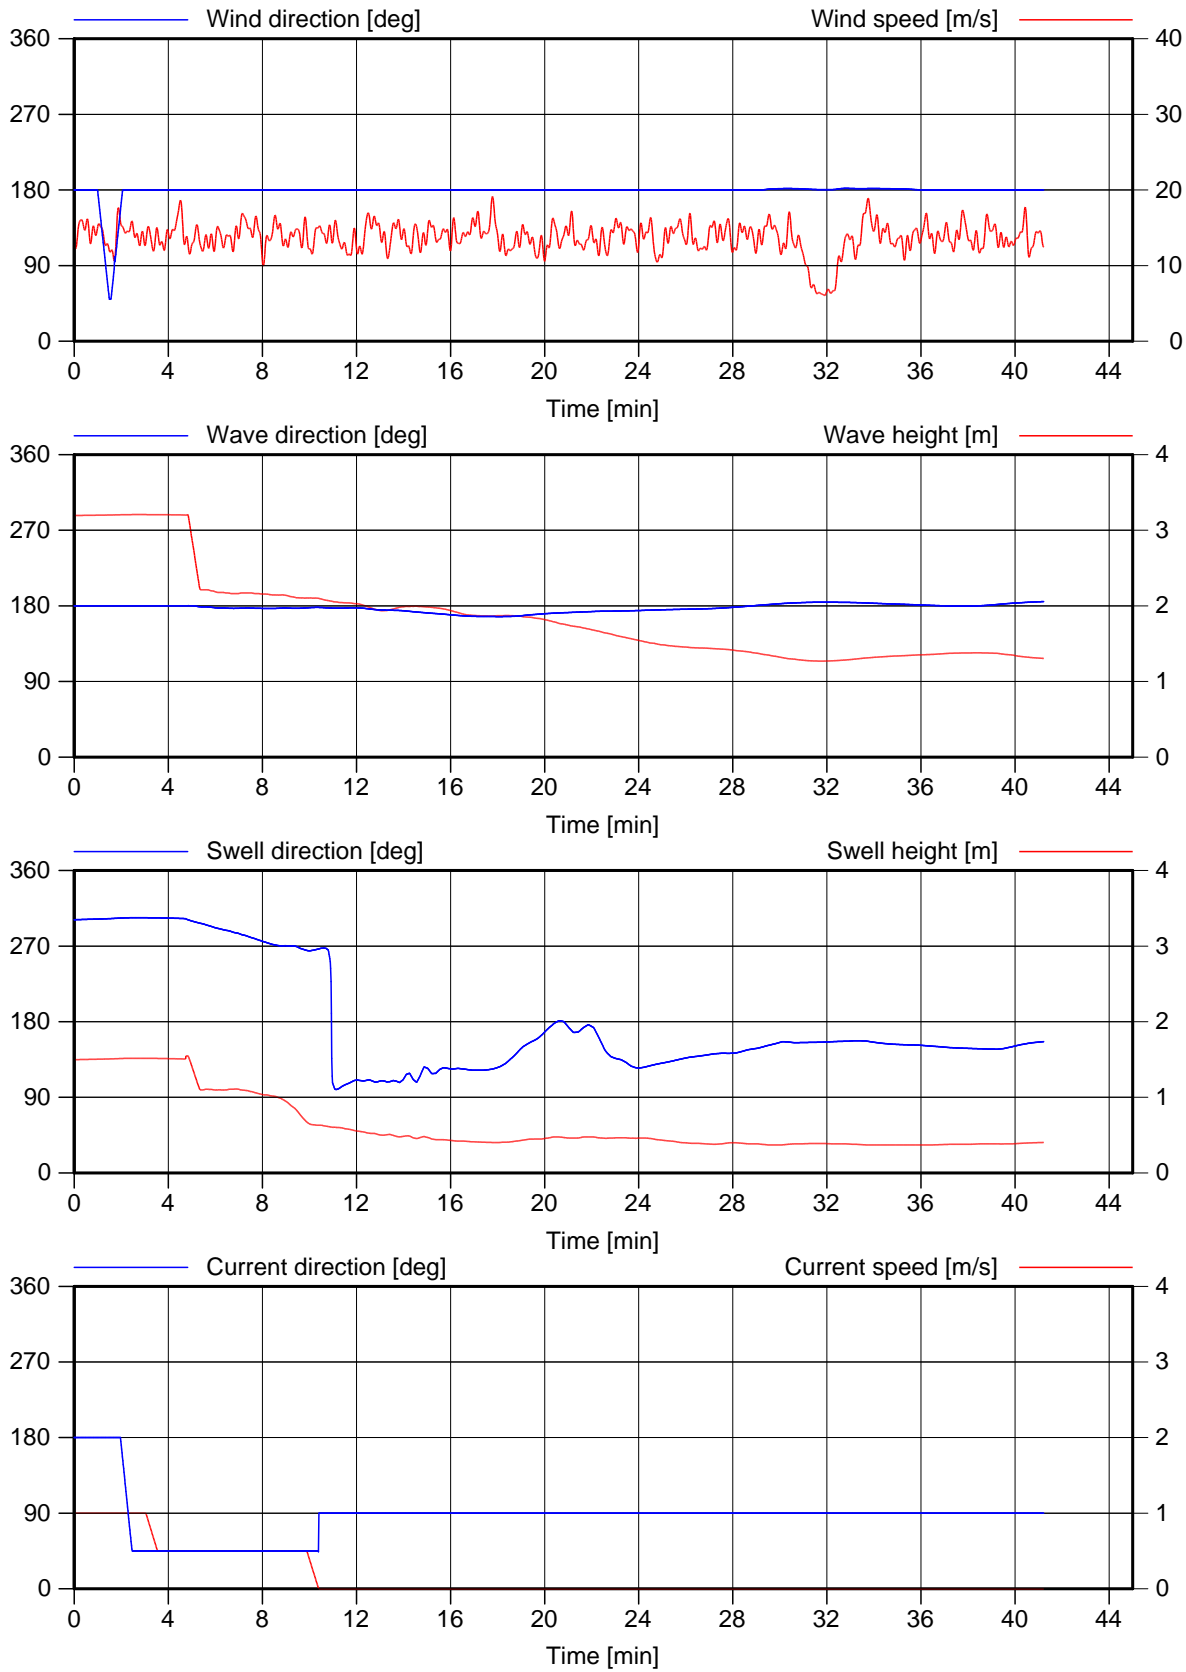 Wind direction [deg] Wind speed [m/s]
360 40
270 30
180 20
90 10
0 0
0 4 8 12 16 20 24 28 32 36 40 44
Time [min]
Wave direction [deg] Wave height [m]
360 4
270 3
180 2
90 1
0 0
0 4 8 12 16 20 24 28 32 36 40 44
Time [min]
Swell direction [deg] Swell height [m]
360 4
270 3
180 2
90 1
0 0
0 4 8 12 16 20 24 28 32 36 40 44
Time [min]
Current direction [deg] Current speed [m/s]
360 4
270 3
180 2
90 1
0 0
0 4 8 12 16 20 24 28 32 36 40 44
Time [min]